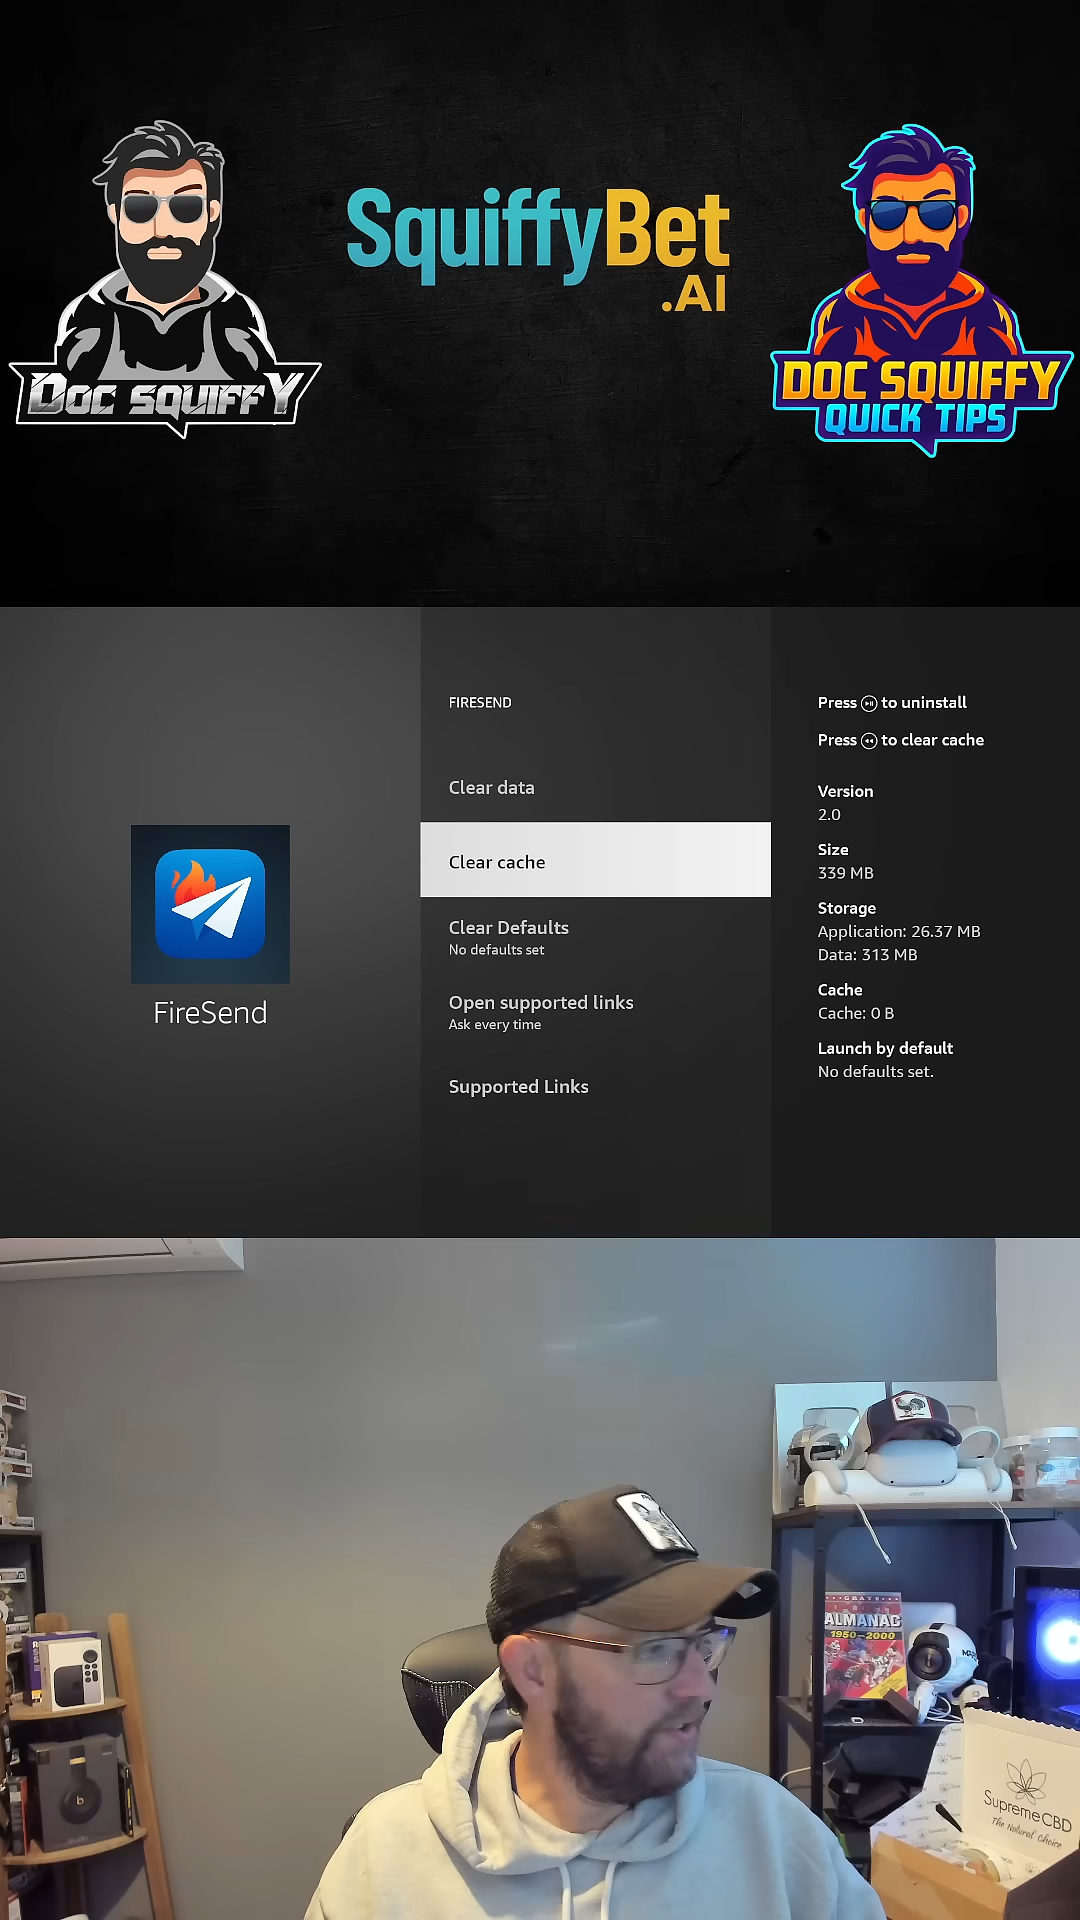 SquiffyBet
.AI
DOC SQUIFFY
DOC SQUIFFY
QUICK TIPS
FIRESEND
Clear data
Clear cache
Clear Defaults
No defaults set
Open supported links
Ask every time
Supported Links
FireSend
Press to uninstall
Press to clear cache
Version
2.0
Size
339 MB
Storage
Application: 26.37 MB
Data: 313 MB
Cache
Cache: 0 B
Launch by default
No defaults set.
GRAYS
ALMANAC
1950-2000
SupremeCBD
The Natural Choice